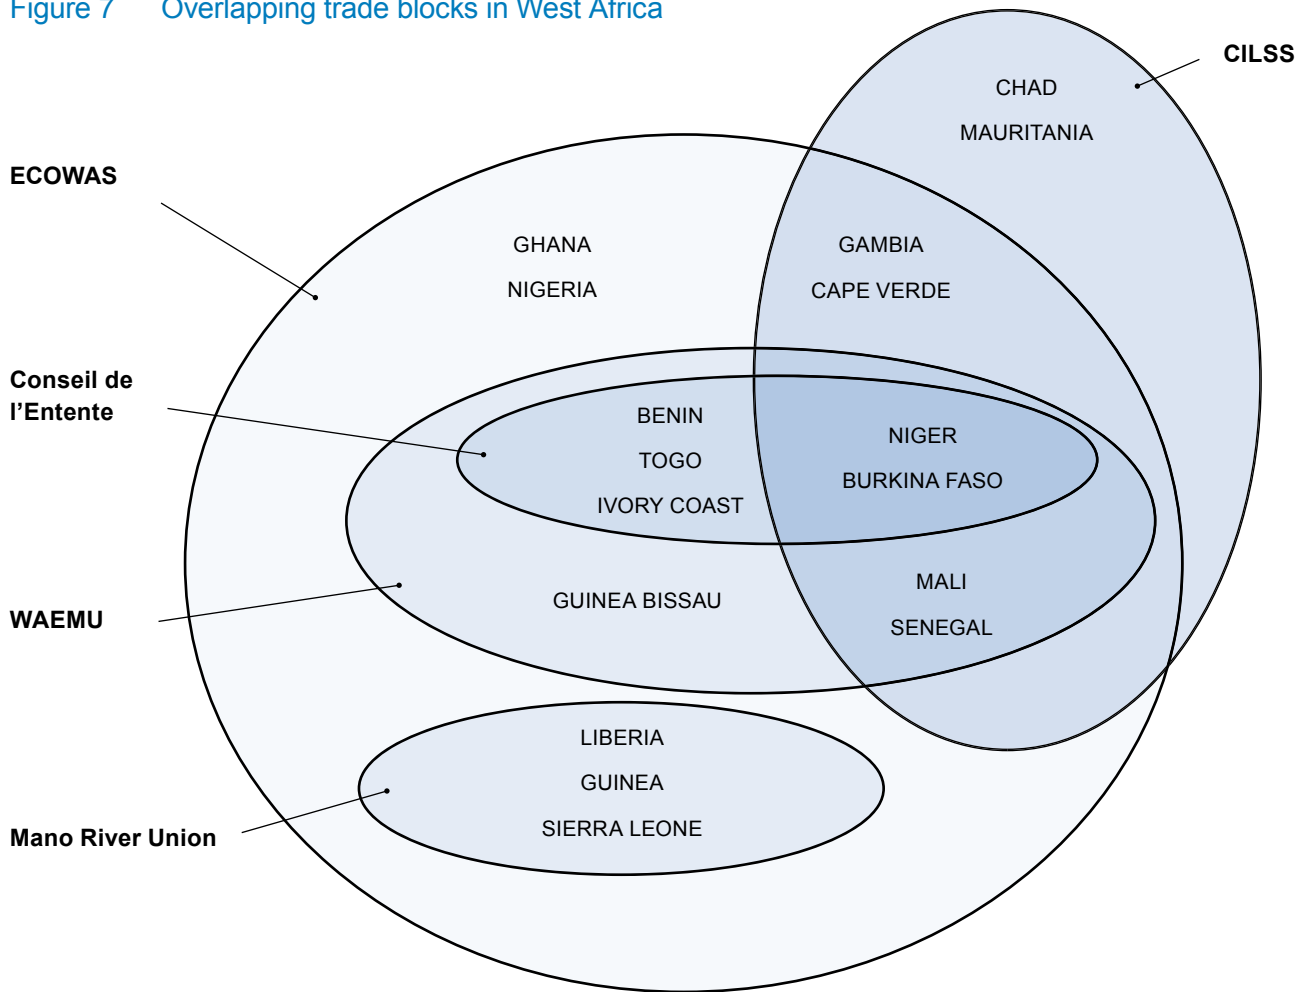 Figure 7 Overlapping trade blocks in West Africa
CILSS
CHAD
MAURITANIA
ECOWAS
GHANA
NIGERIA
GAMBIA
CAPE VERDE
Conseil de
l’Entente
BENIN
TOGO
IVORY COAST
NIGER
BURKINA FASO
WAEMU
GUINEA BISSAU
MALI
SENEGAL
LIBERIA
GUINEA
SIERRA LEONE
Mano River Union